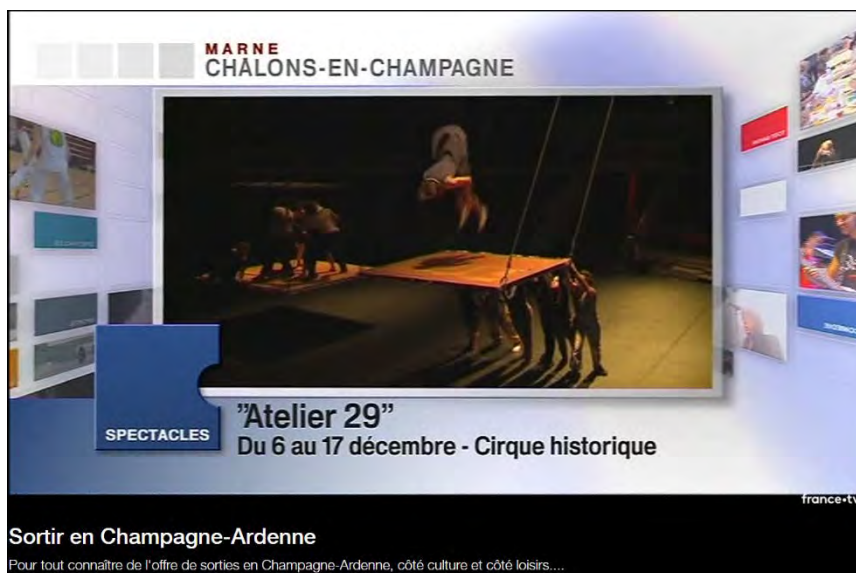 MARNE
CHÂLONS-EN-CHAMPAGNE
SPECTACLES
"Atelier 29"
Du 6 au 17 décembre - Cirque historique
france•tv
Sortir en Champagne-Ardenne
Pour tout connaître de l'offre de sorties en Champagne-Ardenne, côté culture et côté loisirs....